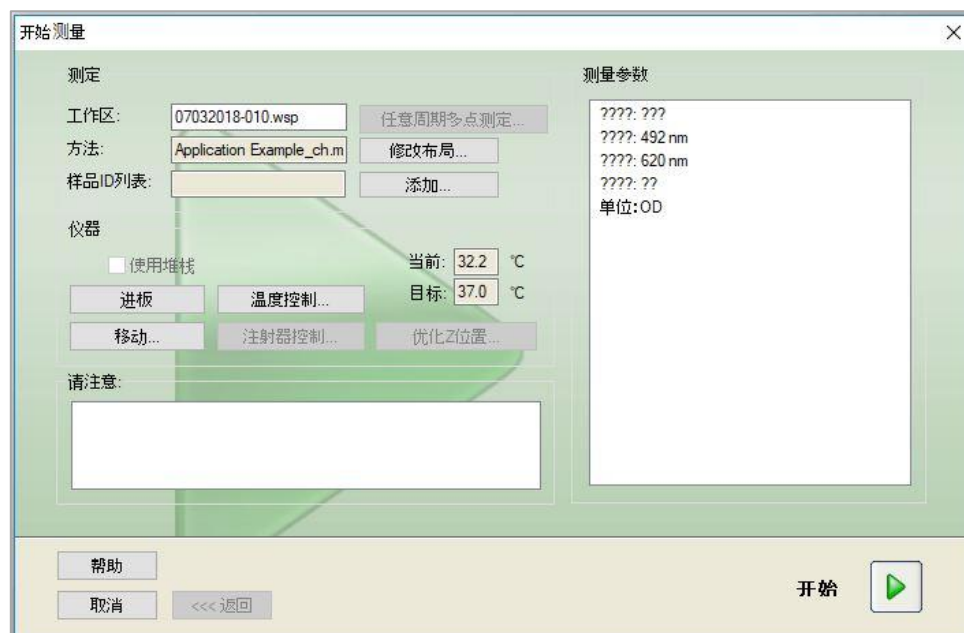 开始测量
测定
工作区: 07032018-010.wsp 任意周期多点测定...
方法: Application Example_ch.m 修改布局...
样品ID列表: 添加...
仪器
使用堆栈
当前: 32.2 °C
目标: 37.0 °C
进板 温度控制...
移动... 注射器控制... 优化Z位置...
请注意:
测量参数
????: ???
????: 492 nm
????: 620 nm
????: ??
单位:OD
帮助
取消 <<< 返回
开始